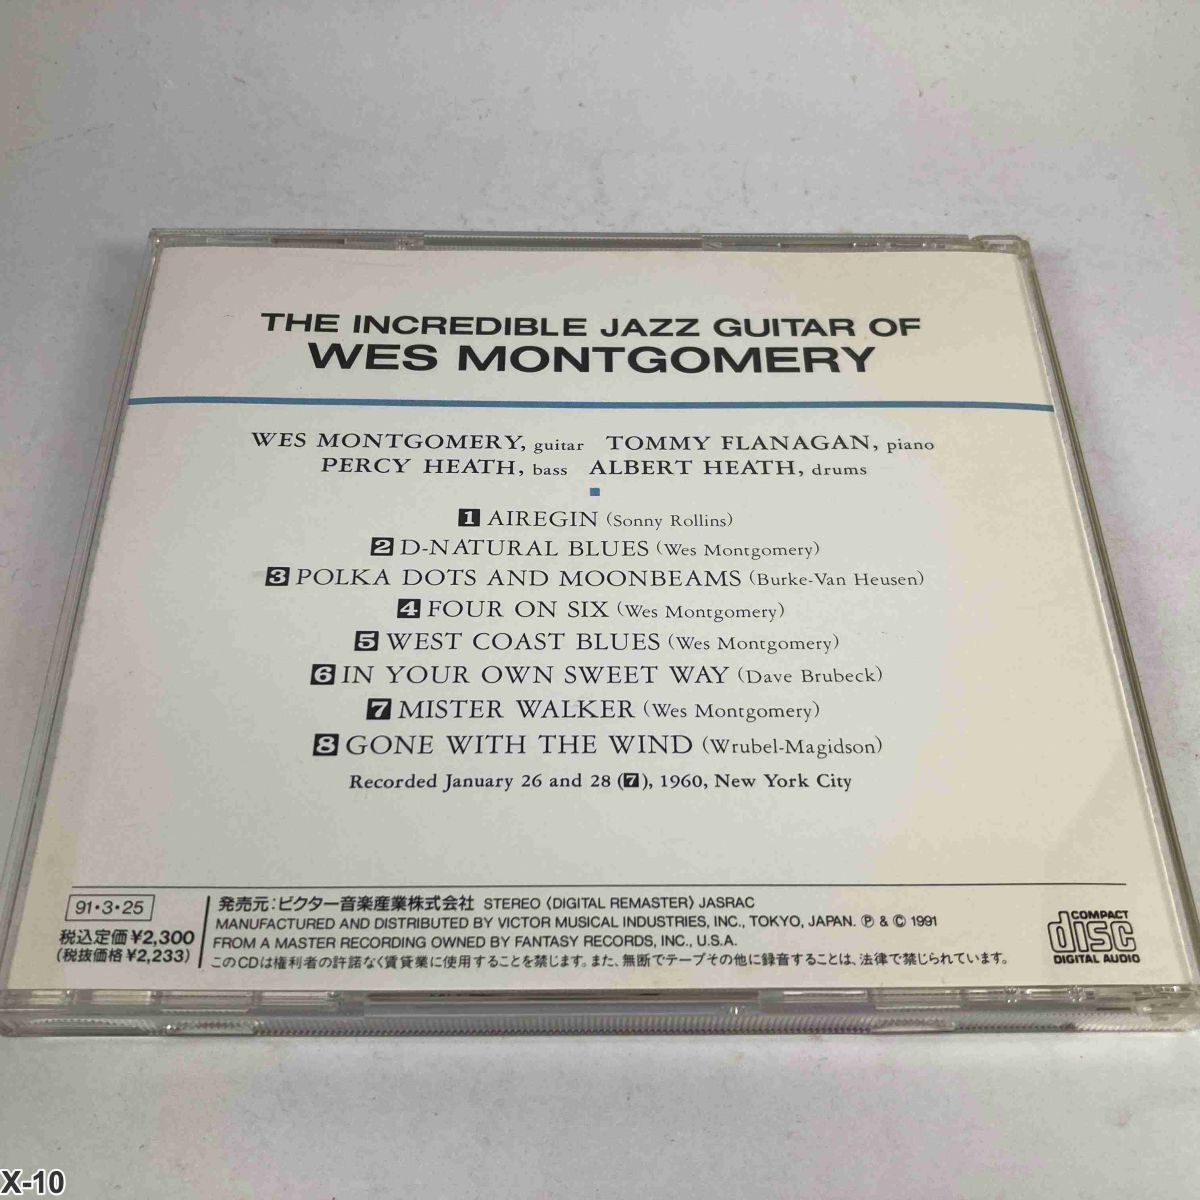 THE INCREDIBLE JAZZ GUITAR OF
WES MONTGOMERY
WES MONTGOMERY, guitar TOMMY FLANAGAN, piano
PERCY HEATH, bass ALBERT HEATH, drums
1 AIREGIN (Sonny Rollins)
2 D-NATURAL BLUES (Wes Montgomery)
3 POLKA DOTS AND MOONBEAMS (Burke-Van Heusen)
4 FOUR ON SIX (Wes Montgomery)
5 WEST COAST BLUES (Wes Montgomery)
6 IN YOUR OWN SWEET WAY (Dave Brubeck)
7 MISTER WALKER (Wes Montgomery)
8 GONE WITH THE WIND (Wrubel-Magidson)
Recorded January 26 and 28 (7), 1960, New York City
91・3・25
税込定価¥2,300
(税抜価格¥2,233)
発売元:ビクター音楽産業株式会社 STEREO 〈DIGITAL REMASTER〉 JASRAC
MANUFACTURED AND DISTRIBUTED BY VICTOR MUSICAL INDUSTRIES, INC., TOKYO, JAPAN. ℗ & © 1991
FROM A MASTER RECORDING OWNED BY FANTASY RECORDS, INC., U.S.A.
このCDは権利者の許諾なく賃貸業に使用することを禁じます。また、無断でテープその他に録音することは、法律で禁じられています。
COMPACT
disc
DIGITAL AUDIO
X-10